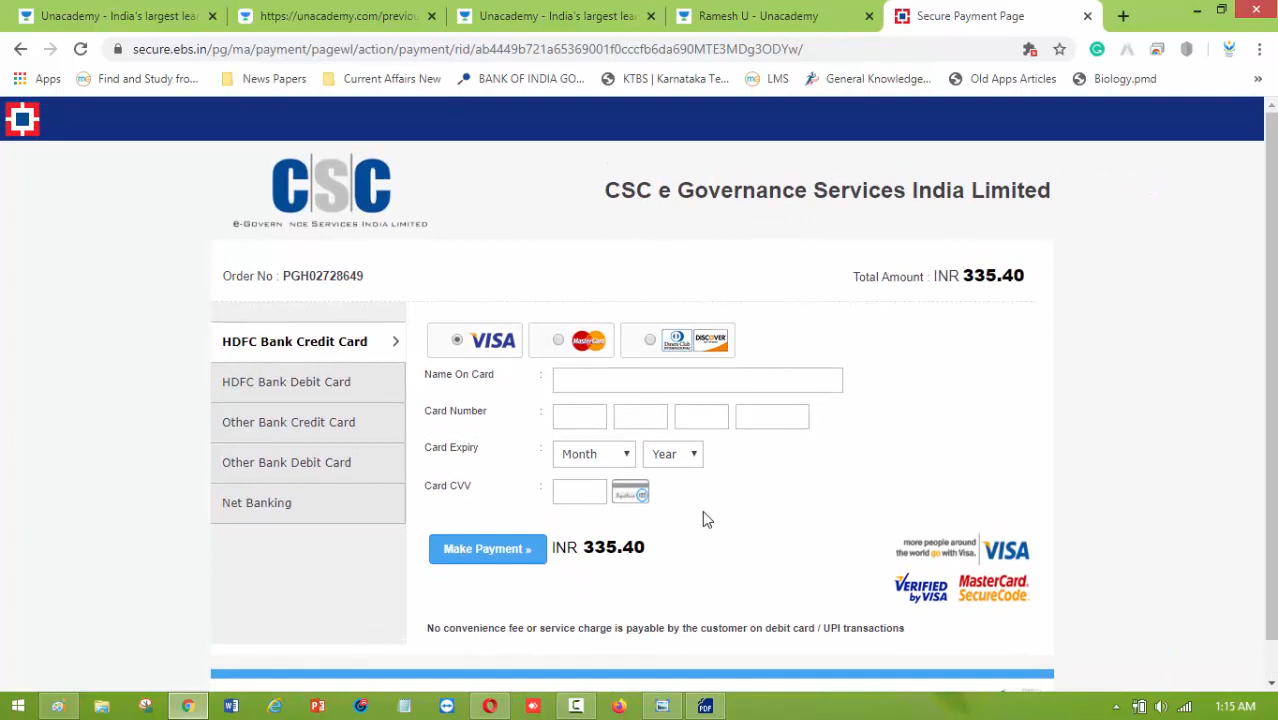 Unacademy - India's largest lea
https://unacademy.com/previou
Unacademy - India's largest lea
Ramesh U - Unacademy
Secure Payment Page
secure.ebs.in/pg/ma/payment/pagewl/action/payment/rid/ab4449b721a65369001f0cccfb6da690MTE3MDg3ODYw/
Apps
Find and Study fro...
News Papers
Current Affairs New
BANK OF INDIA GO...
KTBS | Karnataka Te...
LMS
General Knowledge...
Old Apps Articles
Biology.pmd
CSC
e-GOVERN NCE SERVICES INDIA LIMITED
CSC e Governance Services India Limited
Order No : PGH02728649
Total Amount : INR 335.40
HDFC Bank Credit Card
HDFC Bank Debit Card
Other Bank Credit Card
Other Bank Debit Card
Net Banking
VISA
MasterCard
Diners Club
INTERNATIONAL
DISCOVER
Name On Card :
Card Number :
Card Expiry :
Month
Year
Card CVV :
Make Payment »
INR 335.40
more people around
the world go with Visa.
VISA
VERIFIED
by VISA
MasterCard.
SecureCode.
No convenience fee or service charge is payable by the customer on debit card / UPI transactions
1:15 AM